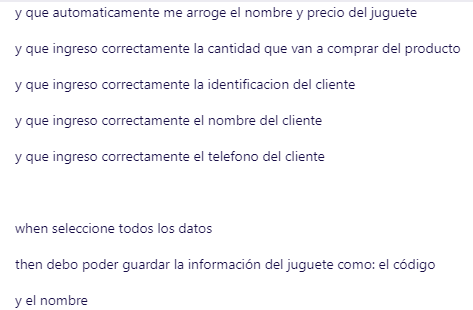 y que automaticamente me arroge el nombre y precio del juguete
y que ingreso correctamente la cantidad que van a comprar del producto
y que ingreso correctamente la identificacion del cliente
y que ingreso correctamente el nombre del cliente
y que ingreso correctamente el telefono del cliente
when seleccione todos los datos
then debo poder guardar la información del juguete como: el código
y el nombre